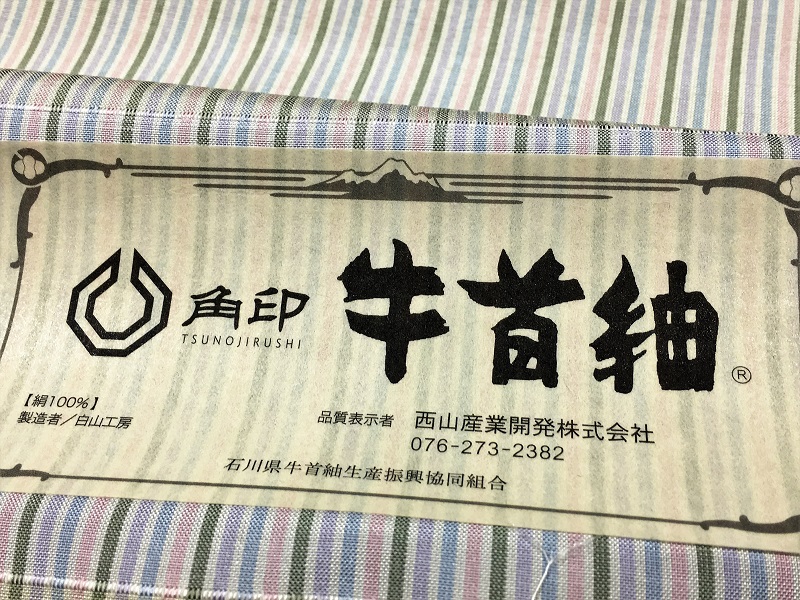 角印
TSUNOJIRUSHI
牛首紬®
【絹100%】
製造者／白山工房
品質表示者 西山産業開発株式会社
076-273-2382
石川県牛首紬生産振興協同組合